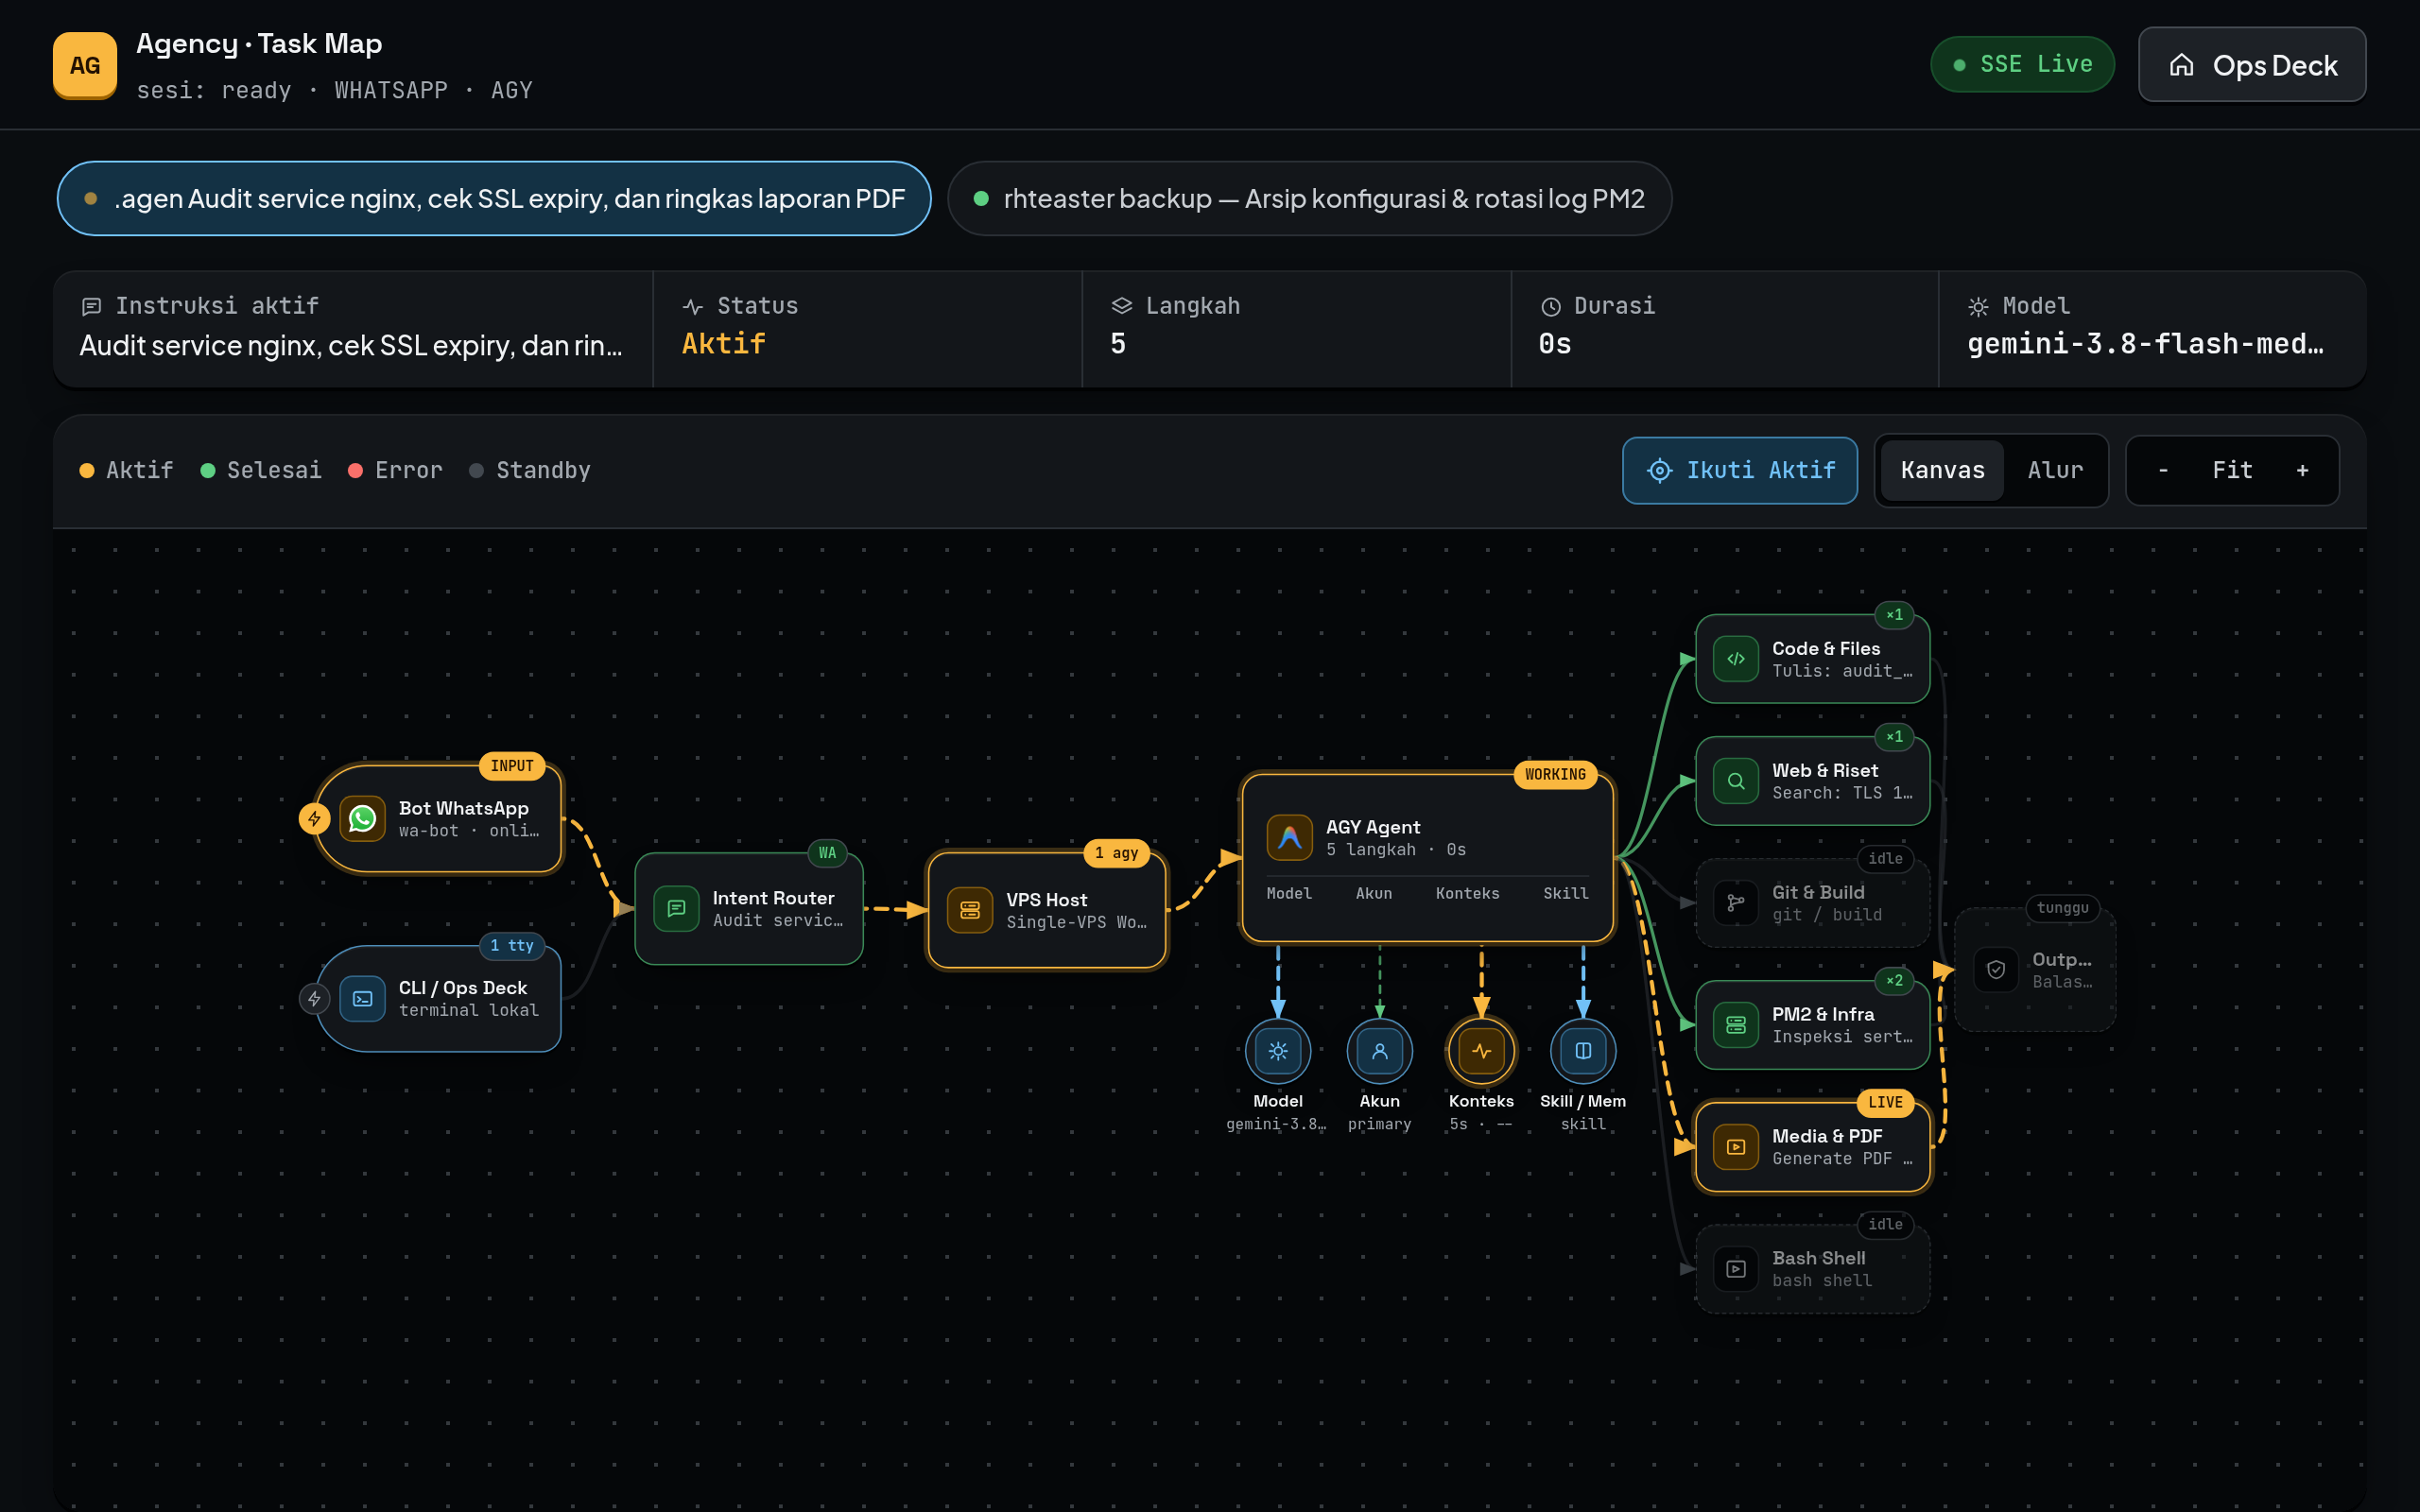 AG
Agency · Task Map
sesi: ready · WHATSAPP · AGY
SSE Live
Ops Deck
.agen Audit service nginx, cek SSL expiry, dan ringkas laporan PDF
rhteaster backup — Arsip konfigurasi & rotasi log PM2
Instruksi aktif
Audit service nginx, cek SSL expiry, dan rin…
Status
Aktif
Langkah
5
Durasi
0s
Model
gemini-3.8-flash-med…
Aktif
Selesai
Error
Standby
Ikuti Aktif
Kanvas
Alur
-
Fit
+
INPUT
Bot WhatsApp
wa-bot · onli…
1 tty
CLI / Ops Deck
terminal lokal
WA
Intent Router
Audit servic…
1 agy
VPS Host
Single-VPS Wo…
WORKING
AGY Agent
5 langkah · 0s
Model
Akun
Konteks
Skill
Model
gemini-3.8…
Akun
primary
Konteks
5s · --
Skill / Mem
skill
×1
Code & Files
Tulis: audit_…
×1
Web & Riset
Search: TLS 1…
idle
Git & Build
git / build
×2
PM2 & Infra
Inspeksi sert…
LIVE
Media & PDF
Generate PDF …
idle
Bash Shell
bash shell
tunggu
Outp…
Balas…